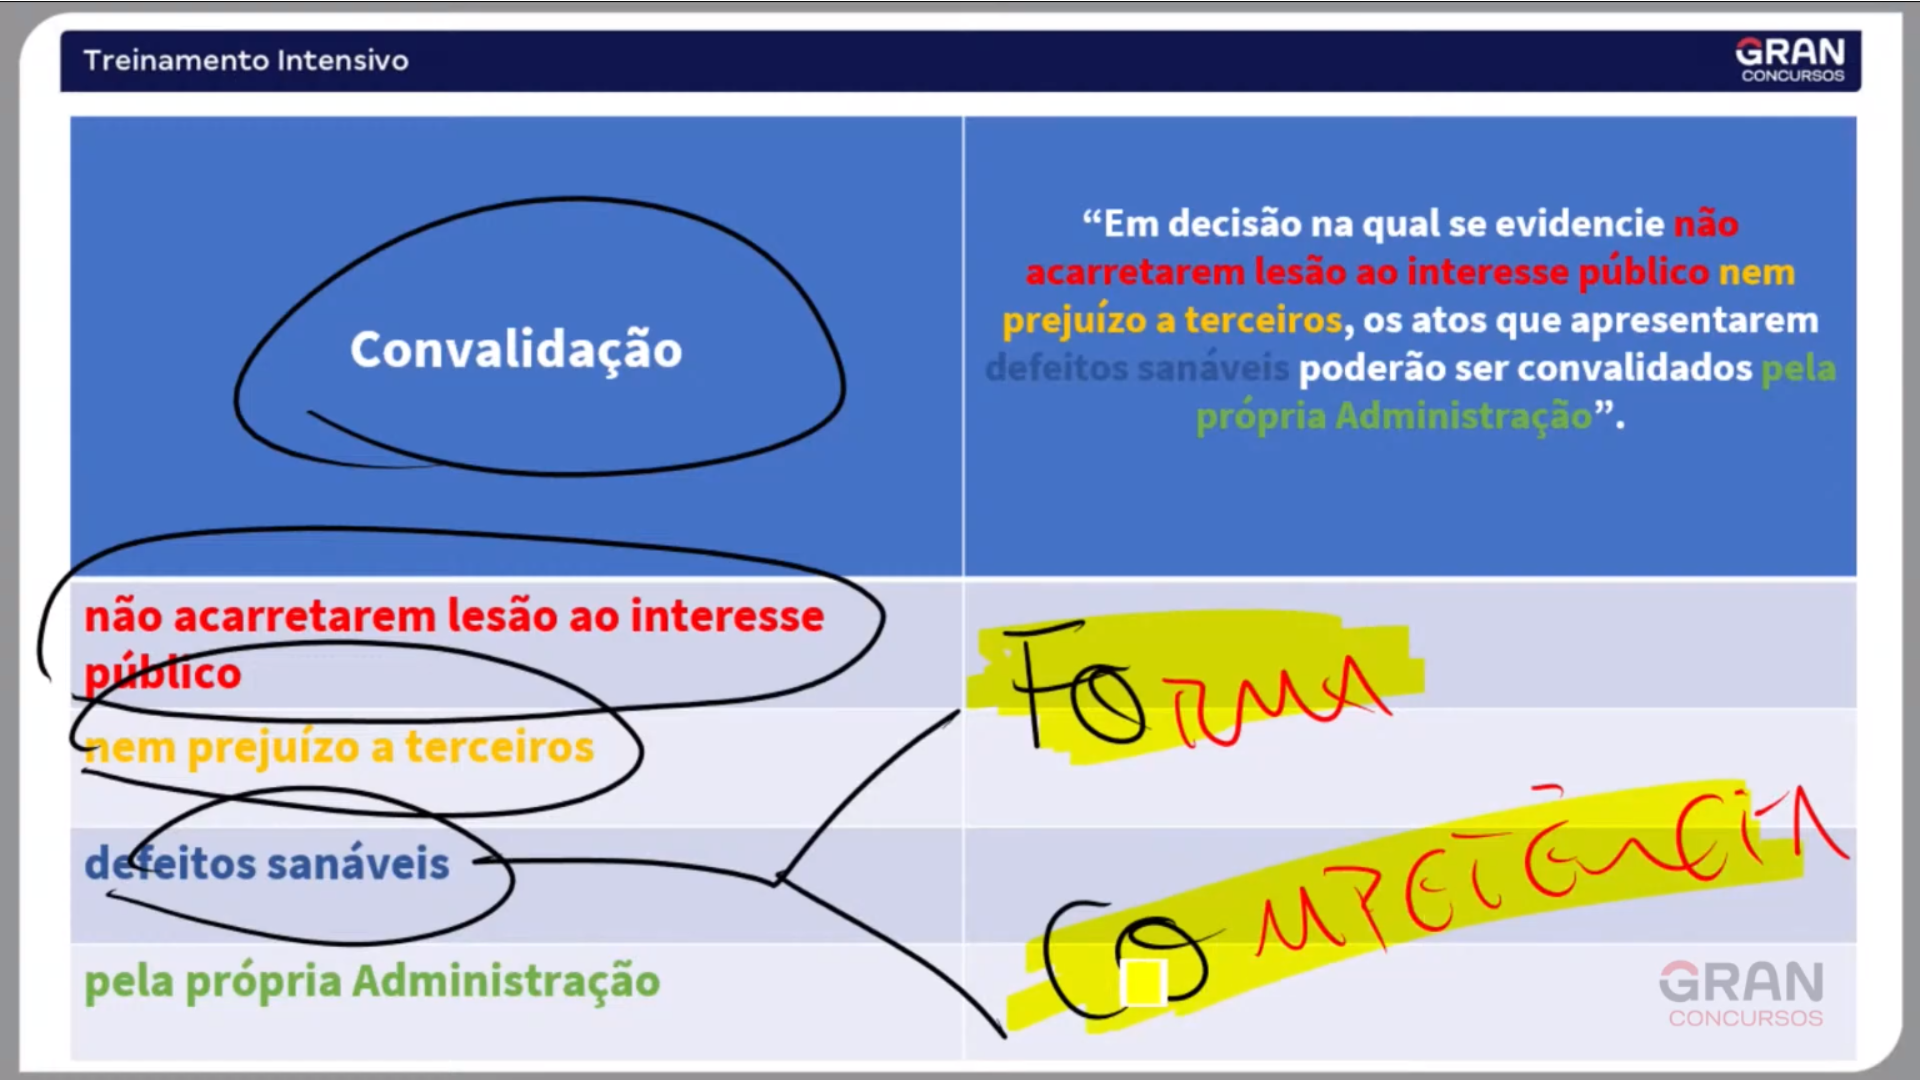 Treinamento Intensivo
GRAN
CONCURSOS
Convalidação
“Em decisão na qual se evidencie não
acarretarem lesão ao interesse público nem
prejuízo a terceiros, os atos que apresentarem
defeitos sanáveis poderão ser convalidados pela
própria Administração”.
não acarretarem lesão ao interesse
público
FORMA
nem prejuízo a terceiros
defeitos sanáveis
COMPETÊNCIA
pela própria Administração
GRAN
CONCURSOS